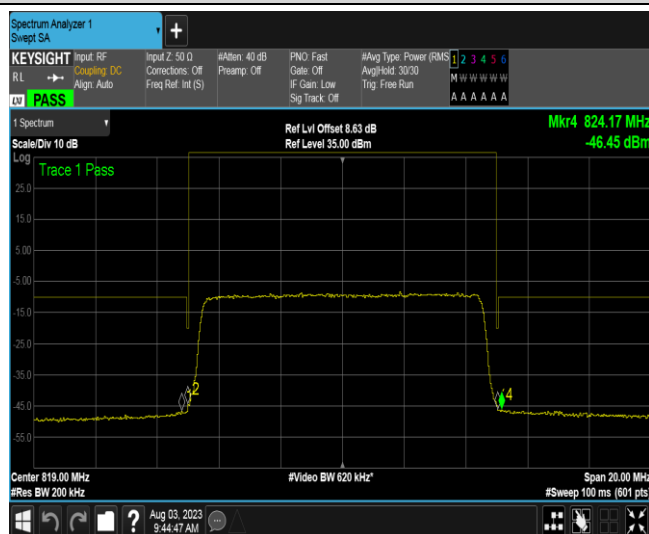 Spectrum Analyzer 1
Swept SA
+
KEYSIGHT
RL
Input: RF
Coupling: DC
Align: Auto
Input Z: 50 Ω
Corrections: Off
Freq Ref: Int (S)
#Atten: 40 dB
Preamp: Off
PNO: Fast
Gate: Off
IF Gain: Low
Sig Track: Off
#Avg Type: Power (RMS
Avg|Hold: 30/30
Trig: Free Run
1 2 3 4 5 6
M W W W W W
A A A A A A
LXI PASS
1 Spectrum
Scale/Div 10 dB
Ref Lvl Offset 8.63 dB
Ref Level 35.00 dBm
Mkr4 824.17 MHz
-46.45 dBm
Log
Trace 1 Pass
25.0
15.0
5.00
-5.00
-15.0
-25.0
-35.0
-45.0
-55.0
2
4
Center 819.00 MHz
#Video BW 620 kHz*
Span 20.00 MHz
#Res BW 200 kHz
#Sweep 100 ms (601 pts)
?
Aug 03, 2023
9:44:47 AM